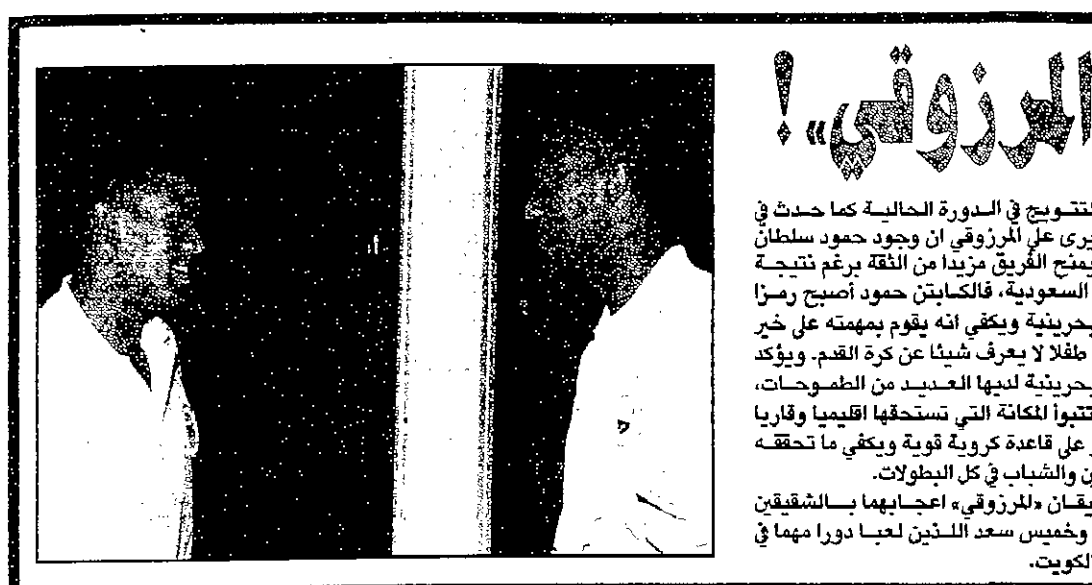 المرزوقي»!
لتتويج في الدورة الحالية كما حدث في
يرى علي المرزوقي ان وجود حمود سلطان
يمنح الفريق مزيدا من الثقة برغم نتيجة
السعودية، فالكابتن حمود أصبح رمزا
بحرينية ويكفي انه يقوم بمهمته على خير
طفلا لا يعرف شيئا عن كرة القدم. ويؤكد
حرينية لديها العديد من الطموحات،
تتبوأ المكانة التي تستحقها اقليميا وقاريا
على قاعدة كروية قوية ويكفي ما تحققه
ن والشباب في كل البطولات.
يقان «المرزوقي» اعجابهما بالشقيقين
وخميس سعد اللذين لعبا دورا مهما في
الكويت.